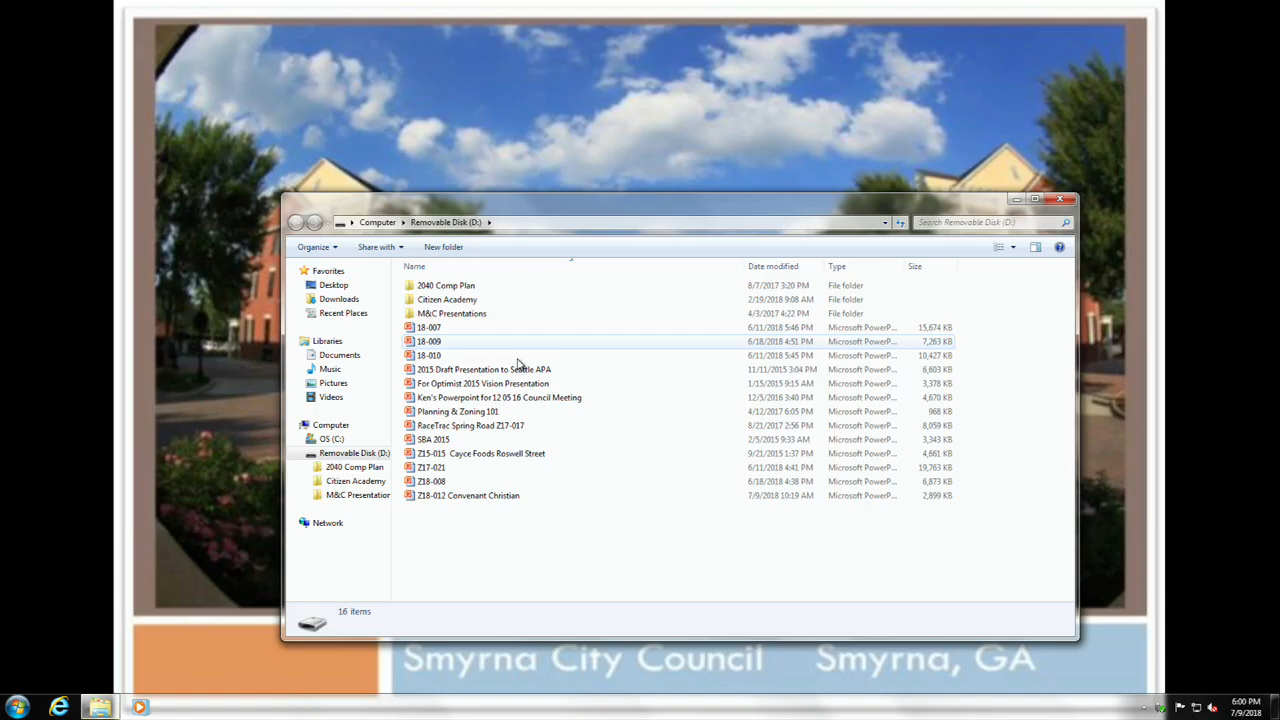 Computer Removable Disk (D:) Search Removable Disk (D:)
Organize Share with New folder
Favorites
Desktop
Downloads
Recent Places
Libraries
Documents
Music
Pictures
Videos
Computer
OS (C:)
Removable Disk (D:)
2040 Comp Plan
Citizen Academy
M&C Presentation
Network
Name Date modified Type Size
2040 Comp Plan 8/7/2017 3:20 PM File folder
Citizen Academy 2/19/2018 9:08 AM File folder
M&C Presentations 4/3/2017 4:22 PM File folder
18-007 6/11/2018 5:46 PM Microsoft PowerP... 15,674 KB
18-009 6/18/2018 4:51 PM Microsoft PowerP... 7,263 KB
18-010 6/11/2018 5:45 PM Microsoft PowerP... 10,427 KB
2015 Draft Presentation to Seattle APA 11/11/2015 3:04 PM Microsoft PowerP... 6,603 KB
For Optimist 2015 Vision Presentation 1/15/2015 9:15 AM Microsoft PowerP... 3,378 KB
Ken's Powerpoint for 12 05 16 Council Meeting 12/5/2016 3:40 PM Microsoft PowerP... 4,670 KB
Planning & Zoning 101 4/12/2017 6:05 PM Microsoft PowerP... 968 KB
RaceTrac Spring Road Z17-017 8/21/2017 2:56 PM Microsoft PowerP... 8,059 KB
SBA 2015 2/5/2015 9:33 AM Microsoft PowerP... 3,343 KB
Z15-015 Cayce Foods Roswell Street 9/21/2015 1:37 PM Microsoft PowerP... 4,661 KB
Z17-021 6/11/2018 4:41 PM Microsoft PowerP... 19,763 KB
Z18-008 6/18/2018 4:38 PM Microsoft PowerP... 6,873 KB
Z18-012 Convenant Christian 7/9/2018 10:19 AM Microsoft PowerP... 2,899 KB
16 items
Smyrna City Council Smyrna, GA
6:00 PM
7/9/2018